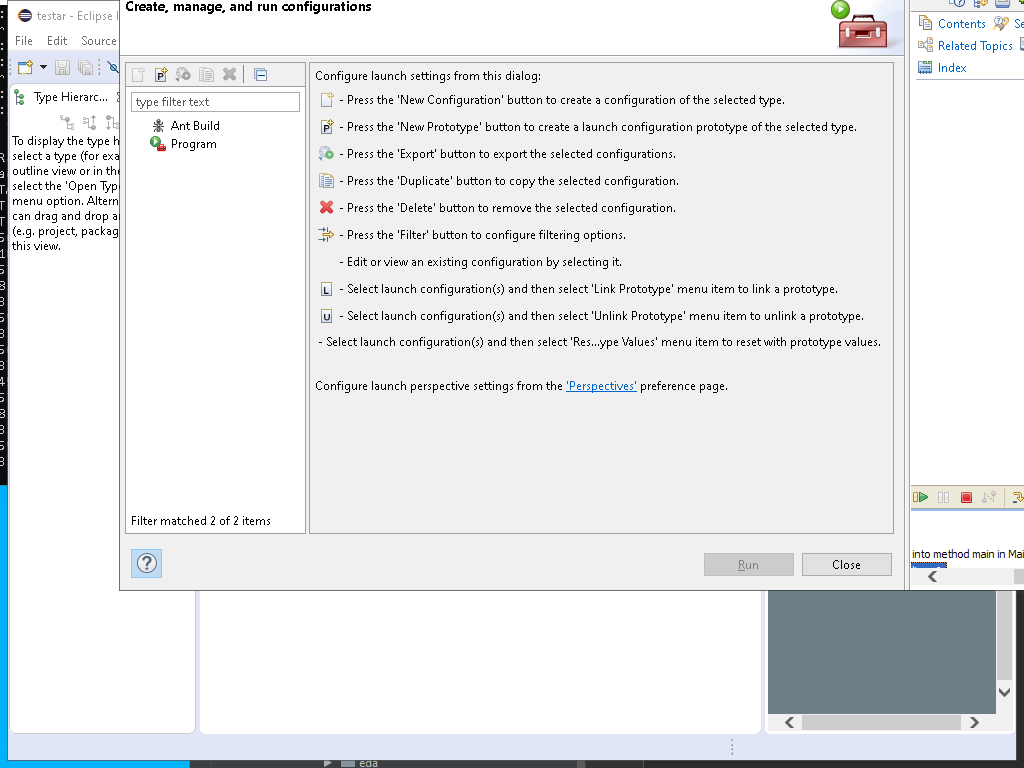 Create, manage, and run configurations
testar - Eclipse
File Edit Source
Contents
Related Topics
Index
Type Hierarc...
To display the type h
select a type (for exa
outline view or in the
select the 'Open Typ
menu option. Altern
can drag and drop a
(e.g. project, packag
this view.
type filter text
Ant Build
Program
Filter matched 2 of 2 items
Configure launch settings from this dialog:
- Press the 'New Configuration' button to create a configuration of the selected type.
- Press the 'New Prototype' button to create a launch configuration prototype of the selected type.
- Press the 'Export' button to export the selected configurations.
- Press the 'Duplicate' button to copy the selected configuration.
- Press the 'Delete' button to remove the selected configuration.
- Press the 'Filter' button to configure filtering options.
- Edit or view an existing configuration by selecting it.
L - Select launch configuration(s) and then select 'Link Prototype' menu item to link a prototype.
U - Select launch configuration(s) and then select 'Unlink Prototype' menu item to unlink a prototype.
- Select launch configuration(s) and then select 'Res...ype Values' menu item to reset with prototype values.
Configure launch perspective settings from the 'Perspectives' preference page.
Run
Close
into method main in Mai
eda